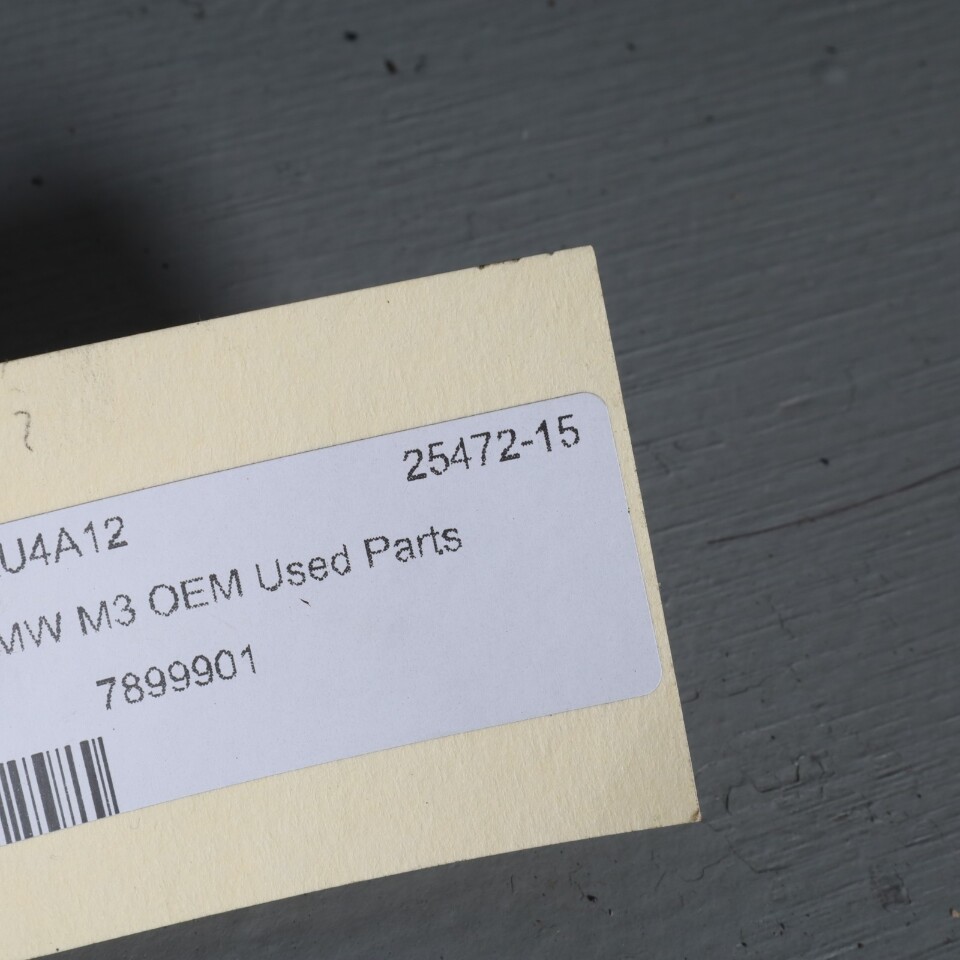 25472-15
U4A12
MW M3 OEM Used Parts
7899901